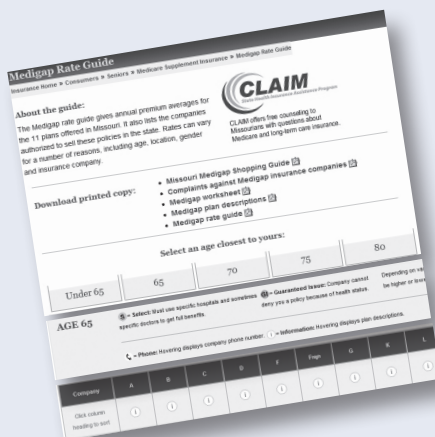 Medigap Rate Guide
Insurance Home » Consumers » Seniors » Medicare Supplement Insurance » Medigap Rate Guide
About the guide:
The Medigap rate guide gives annual premium averages for
the 11 plans offered in Missouri. It also lists the companies
authorized to sell these policies in the state. Rates can vary
for a number of reasons, including age, location, gender
and insurance company.
CLAIM
State Health Insurance Assistance Program
CLAIM offers free counseling to
Missourians with questions about
Medicare and long-term care insurance.
Download printed copy:
• Missouri Medigap Shopping Guide
• Complaints against Medigap insurance companies
• Medigap worksheet
• Medigap plan descriptions
• Medigap rate guide
Select an age closest to yours:
Under 65 65 70 75 80
AGE 65
S = Select: Must use specific hospitals and sometimes
specific doctors to get full benefits.
G = Guaranteed Issue: Company cannot
deny you a policy because of health status.
Depending on
be higher or lower
= Phone: Hovering displays company phone number. i = Information: Hovering displays plan descriptions.
Company A B C D F G K L
Click column
heading to sort
i i i i i i i i i